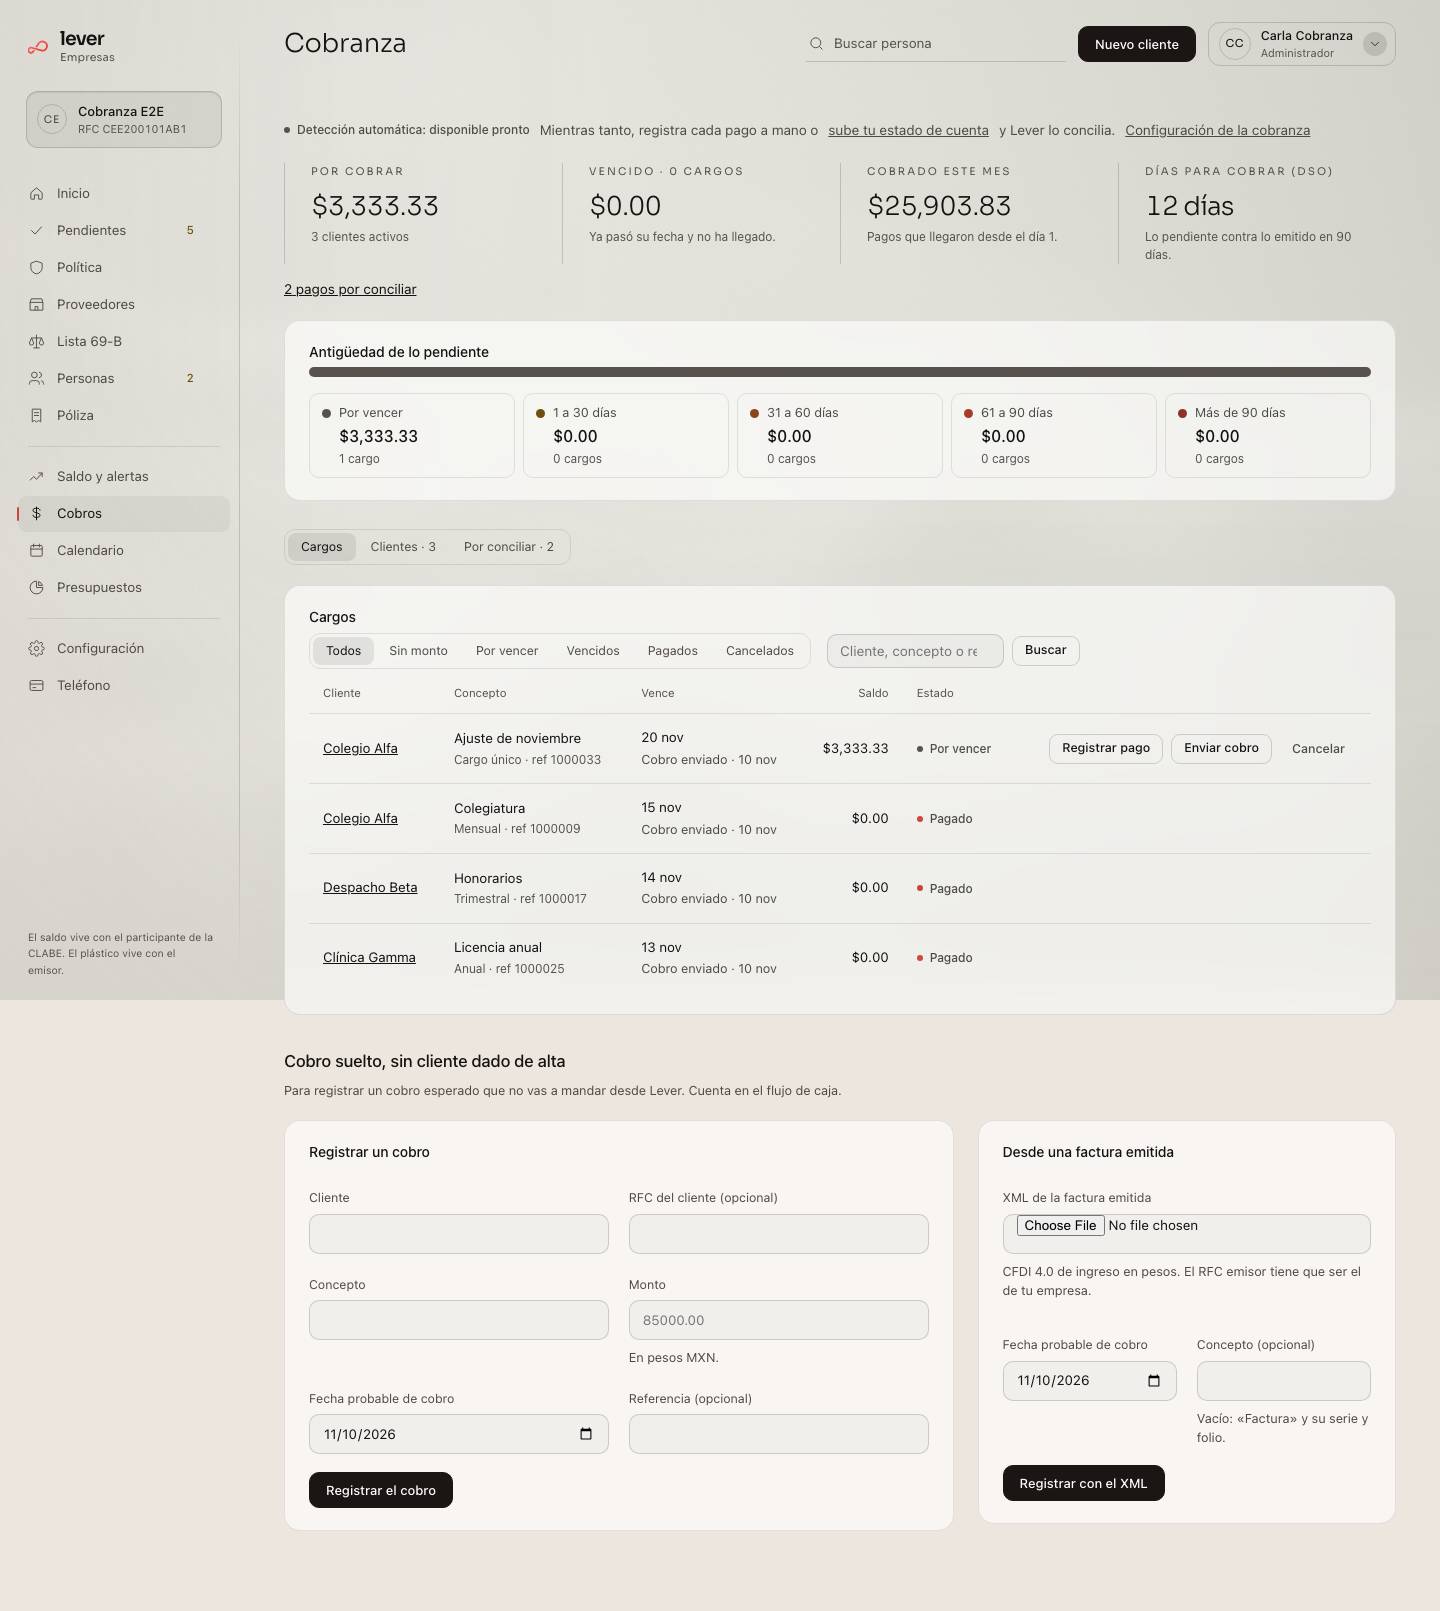 lever
Empresas
Cobranza E2E
CE
RFC CEE200101AB1
Inicio
Pendientes 5
Política
Proveedores
Lista 69-B
Personas 2
Póliza
Saldo y alertas
Cobros
Calendario
Presupuestos
Configuración
Teléfono
El saldo vive con el participante de la
CLABE. El plástico vive con el
emisor.
Cobranza
Buscar persona
Nuevo cliente
CC
Carla Cobranza
Administrador
Detección automática: disponible pronto Mientras tanto, registra cada pago a mano o sube tu estado de cuenta y Lever lo concilia. Configuración de la cobranza
POR COBRAR
$3,333.33
3 clientes activos
VENCIDO · 0 CARGOS
$0.00
Ya pasó su fecha y no ha llegado.
COBRADO ESTE MES
$25,903.83
Pagos que llegaron desde el día 1.
DÍAS PARA COBRAR (DSO)
12 días
Lo pendiente contra lo emitido en 90
días.
2 pagos por conciliar
Antigüedad de lo pendiente
Por vencer
$3,333.33
1 cargo
1 a 30 días
$0.00
0 cargos
31 a 60 días
$0.00
0 cargos
61 a 90 días
$0.00
0 cargos
Más de 90 días
$0.00
0 cargos
Cargos Clientes · 3 Por conciliar · 2
Cargos
Todos Sin monto Por vencer Vencidos Pagados Cancelados Cliente, concepto o re Buscar
Cliente Concepto Vence Saldo Estado
Colegio Alfa
Ajuste de noviembre
Cargo único · ref 1000033
20 nov
Cobro enviado · 10 nov
$3,333.33
Por vencer
Registrar pago
Enviar cobro
Cancelar
Colegio Alfa
Colegiatura
Mensual · ref 1000009
15 nov
Cobro enviado · 10 nov
$0.00
Pagado
Despacho Beta
Honorarios
Trimestral · ref 1000017
14 nov
Cobro enviado · 10 nov
$0.00
Pagado
Clínica Gamma
Licencia anual
Anual · ref 1000025
13 nov
Cobro enviado · 10 nov
$0.00
Pagado
Cobro suelto, sin cliente dado de alta
Para registrar un cobro esperado que no vas a mandar desde Lever. Cuenta en el flujo de caja.
Registrar un cobro
Cliente
RFC del cliente (opcional)
Concepto
Monto
85000.00
En pesos MXN.
Fecha probable de cobro
11/10/2026
Referencia (opcional)
Registrar el cobro
Desde una factura emitida
XML de la factura emitida
Choose File No file chosen
CFDI 4.0 de ingreso en pesos. El RFC emisor tiene que ser el
de tu empresa.
Fecha probable de cobro
11/10/2026
Concepto (opcional)
Vacío: «Factura» y su serie y
folio.
Registrar con el XML